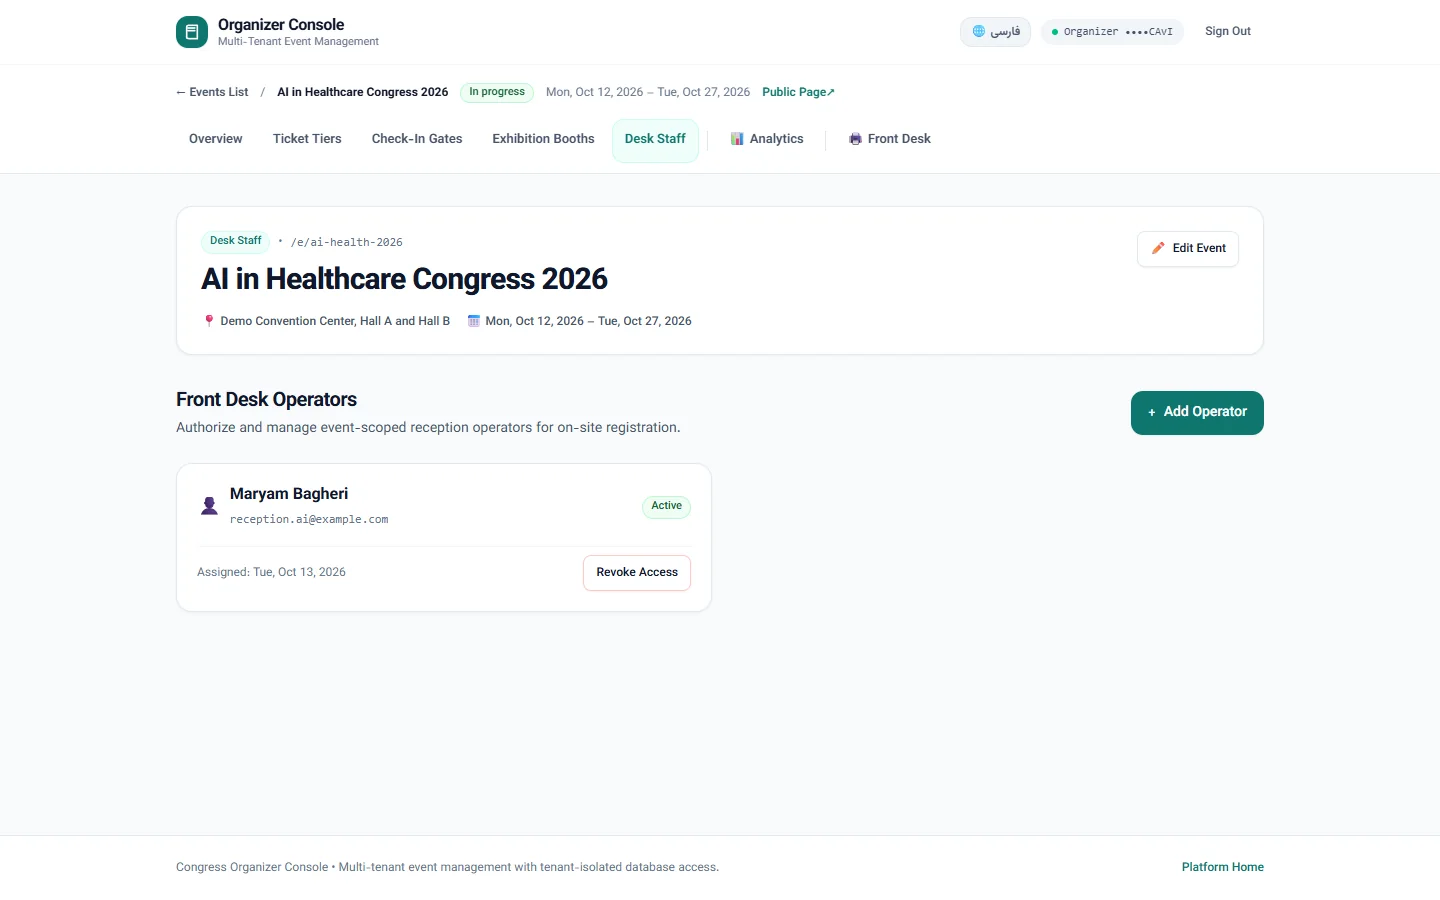 Organizer Console
Multi-Tenant Event Management
🌐 فارسی
Organizer ••••CAvI
Sign Out
← Events List / AI in Healthcare Congress 2026 In progress Mon, Oct 12, 2026 – Tue, Oct 27, 2026 Public Page↗
Overview Ticket Tiers Check-In Gates Exhibition Booths Desk Staff 📊 Analytics 🖨️ Front Desk
Desk Staff • /e/ai-health-2026
✏️ Edit Event
AI in Healthcare Congress 2026
📍 Demo Convention Center, Hall A and Hall B 📅 Mon, Oct 12, 2026 – Tue, Oct 27, 2026
Front Desk Operators
Authorize and manage event-scoped reception operators for on-site registration.
+ Add Operator
Maryam Bagheri
reception.ai@example.com
Active
Assigned: Tue, Oct 13, 2026
Revoke Access
Congress Organizer Console • Multi-tenant event management with tenant-isolated database access.
Platform Home